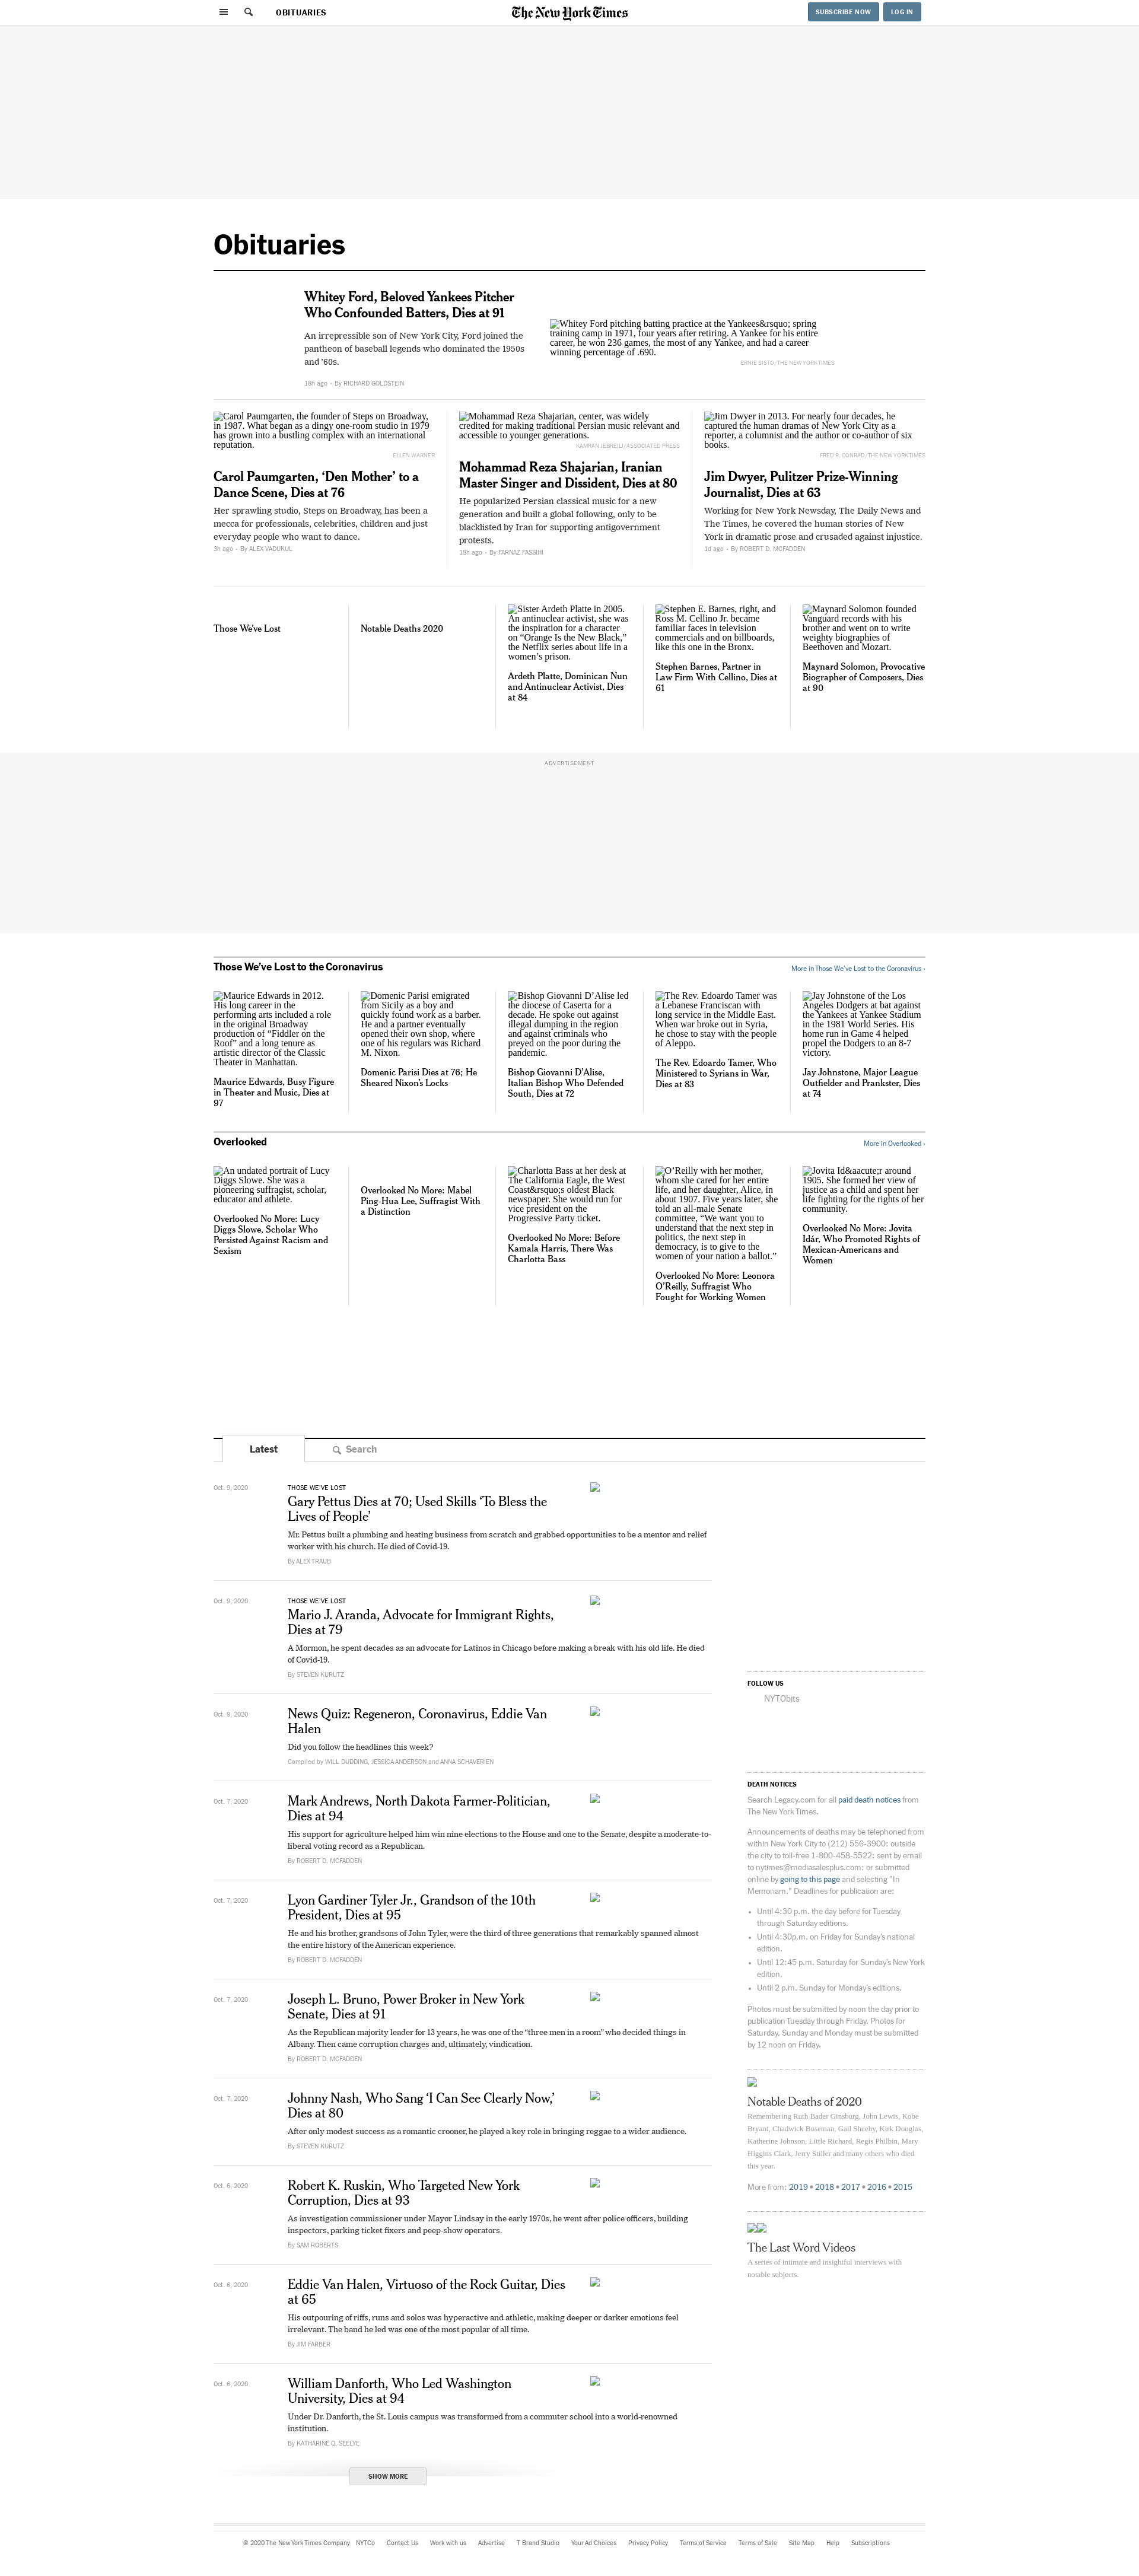 OBITUARIES
The New York Times
SUBSCRIBE NOW
LOG IN
Obituaries
Whitey Ford, Beloved Yankees Pitcher
Who Confounded Batters, Dies at 91
An irrepressible son of New York City, Ford joined the
pantheon of baseball legends who dominated the 1950s
and ’60s.
18h ago • By RICHARD GOLDSTEIN
Whitey Ford pitching batting practice at the Yankees&rsquo; spring
training camp in 1971, four years after retiring. A Yankee for his entire
career, he won 236 games, the most of any Yankee, and had a career
winning percentage of .690.
ERNIE SISTO/THE NEW YORK TIMES
Carol Paumgarten, the founder of Steps on Broadway,
in 1987. What began as a dingy one-room studio in 1979
has grown into a bustling complex with an international
reputation.
ELLEN WARNER
Carol Paumgarten, ‘Den Mother’ to a
Dance Scene, Dies at 76
Her sprawling studio, Steps on Broadway, has been a
mecca for professionals, celebrities, children and just
everyday people who want to dance.
3h ago • By ALEX VADUKUL
Mohammad Reza Shajarian, center, was widely
credited for making traditional Persian music relevant and
accessible to younger generations.
KAMRAN JEBREILI/ASSOCIATED PRESS
Mohammad Reza Shajarian, Iranian
Master Singer and Dissident, Dies at 80
He popularized Persian classical music for a new
generation and built a global following, only to be
blacklisted by Iran for supporting antigovernment
protests.
18h ago • By FARNAZ FASSIHI
Jim Dwyer in 2013. For nearly four decades, he
captured the human dramas of New York City as a
reporter, a columnist and the author or co-author of six
books.
FRED R. CONRAD/THE NEW YORK TIMES
Jim Dwyer, Pulitzer Prize-Winning
Journalist, Dies at 63
Working for New York Newsday, The Daily News and
The Times, he covered the human stories of New
York in dramatic prose and crusaded against injustice.
1d ago • By ROBERT D. MCFADDEN
Those We’ve Lost
Notable Deaths 2020
Sister Ardeth Platte in 2005.
An antinuclear activist, she was
the inspiration for a character
on “Orange Is the New Black,”
the Netflix series about life in a
women’s prison.
Ardeth Platte, Dominican Nun
and Antinuclear Activist, Dies
at 84
Stephen E. Barnes, right, and
Ross M. Cellino Jr. became
familiar faces in television
commercials and on billboards,
like this one in the Bronx.
Stephen Barnes, Partner in
Law Firm With Cellino, Dies at
61
Maynard Solomon founded
Vanguard records with his
brother and went on to write
weighty biographies of
Beethoven and Mozart.
Maynard Solomon, Provocative
Biographer of Composers, Dies
at 90
ADVERTISEMENT
Those We’ve Lost to the Coronavirus
More in Those We’ve Lost to the Coronavirus ›
Maurice Edwards in 2012.
His long career in the
performing arts included a role
in the original Broadway
production of “Fiddler on the
Roof” and a long tenure as
artistic director of the Classic
Theater in Manhattan.
Maurice Edwards, Busy Figure
in Theater and Music, Dies at
97
Domenic Parisi emigrated
from Sicily as a boy and
quickly found work as a barber.
He and a partner eventually
opened their own shop, where
one of his regulars was Richard
M. Nixon.
Domenic Parisi Dies at 76; He
Sheared Nixon’s Locks
Bishop Giovanni D’Alise led
the diocese of Caserta for a
decade. He spoke out against
illegal dumping in the region
and against criminals who
preyed on the poor during the
pandemic.
Bishop Giovanni D’Alise,
Italian Bishop Who Defended
South, Dies at 72
The Rev. Edoardo Tamer was
a Lebanese Franciscan with
long service in the Middle East.
When war broke out in Syria,
he chose to stay with the people
of Aleppo.
The Rev. Edoardo Tamer, Who
Ministered to Syrians in War,
Dies at 83
Jay Johnstone of the Los
Angeles Dodgers at bat against
the Yankees at Yankee Stadium
in the 1981 World Series. His
home run in Game 4 helped
propel the Dodgers to an 8-7
victory.
Jay Johnstone, Major League
Outfielder and Prankster, Dies
at 74
Overlooked
More in Overlooked ›
An undated portrait of Lucy
Diggs Slowe. She was a
pioneering suffragist, scholar,
educator and athlete.
Overlooked No More: Lucy
Diggs Slowe, Scholar Who
Persisted Against Racism and
Sexism
Overlooked No More: Mabel
Ping-Hua Lee, Suffragist With
a Distinction
Charlotta Bass at her desk at
The California Eagle, the West
Coast&rsquo;s oldest Black
newspaper. She would run for
vice president on the
Progressive Party ticket.
Overlooked No More: Before
Kamala Harris, There Was
Charlotta Bass
O’Reilly with her mother,
whom she cared for her entire
life, and her daughter, Alice, in
about 1907. Five years later, she
told an all-male Senate
committee, “We want you to
understand that the next step in
politics, the next step in
democracy, is to give to the
women of your nation a ballot.”
Overlooked No More: Leonora
O’Reilly, Suffragist Who
Fought for Working Women
Jovita Id&aacute;r around
1905. She formed her view of
justice as a child and spent her
life fighting for the rights of her
community.
Overlooked No More: Jovita
Idár, Who Promoted Rights of
Mexican-Americans and
Women
Latest
Search
Oct. 9, 2020
THOSE WE’VE LOST
Gary Pettus Dies at 70; Used Skills ‘To Bless the
Lives of People’
Mr. Pettus built a plumbing and heating business from scratch and grabbed opportunities to be a mentor and relief
worker with his church. He died of Covid-19.
By ALEX TRAUB
Oct. 9, 2020
THOSE WE’VE LOST
Mario J. Aranda, Advocate for Immigrant Rights,
Dies at 79
A Mormon, he spent decades as an advocate for Latinos in Chicago before making a break with his old life. He died
of Covid-19.
By STEVEN KURUTZ
Oct. 9, 2020
News Quiz: Regeneron, Coronavirus, Eddie Van
Halen
Did you follow the headlines this week?
Compiled by WILL DUDDING, JESSICA ANDERSON and ANNA SCHAVERIEN
Oct. 7, 2020
Mark Andrews, North Dakota Farmer-Politician,
Dies at 94
His support for agriculture helped him win nine elections to the House and one to the Senate, despite a moderate-to-
liberal voting record as a Republican.
By ROBERT D. MCFADDEN
Oct. 7, 2020
Lyon Gardiner Tyler Jr., Grandson of the 10th
President, Dies at 95
He and his brother, grandsons of John Tyler, were the third of three generations that remarkably spanned almost
the entire history of the American experience.
By ROBERT D. MCFADDEN
Oct. 7, 2020
Joseph L. Bruno, Power Broker in New York
Senate, Dies at 91
As the Republican majority leader for 13 years, he was one of the “three men in a room” who decided things in
Albany. Then came corruption charges and, ultimately, vindication.
By ROBERT D. MCFADDEN
Oct. 7, 2020
Johnny Nash, Who Sang ‘I Can See Clearly Now,’
Dies at 80
After only modest success as a romantic crooner, he played a key role in bringing reggae to a wider audience.
By STEVEN KURUTZ
Oct. 6, 2020
Robert K. Ruskin, Who Targeted New York
Corruption, Dies at 93
As investigation commissioner under Mayor Lindsay in the early 1970s, he went after police officers, building
inspectors, parking ticket fixers and peep-show operators.
By SAM ROBERTS
Oct. 6, 2020
Eddie Van Halen, Virtuoso of the Rock Guitar, Dies
at 65
His outpouring of riffs, runs and solos was hyperactive and athletic, making deeper or darker emotions feel
irrelevant. The band he led was one of the most popular of all time.
By JIM FARBER
Oct. 6, 2020
William Danforth, Who Led Washington
University, Dies at 94
Under Dr. Danforth, the St. Louis campus was transformed from a commuter school into a world-renowned
institution.
By KATHARINE Q. SEELYE
SHOW MORE
FOLLOW US
NYTObits
DEATH NOTICES
Search Legacy.com for all paid death notices from
The New York Times.
Announcements of deaths may be telephoned from
within New York City to (212) 556-3900; outside
the city to toll-free 1-800-458-5522; sent by email
to nytimes@mediasalesplus.com; or submitted
online by going to this page and selecting "In
Memoriam." Deadlines for publication are:
• Until 4:30 p.m. the day before for Tuesday
through Saturday editions.
• Until 4:30p.m. on Friday for Sunday’s national
edition.
• Until 12:45 p.m. Saturday for Sunday’s New York
edition.
• Until 2 p.m. Sunday for Monday’s editions.
Photos must be submitted by noon the day prior to
publication Tuesday through Friday. Photos for
Saturday, Sunday and Monday must be submitted
by 12 noon on Friday.
Notable Deaths of 2020
Remembering Ruth Bader Ginsburg, John Lewis, Kobe
Bryant, Chadwick Boseman, Gail Sheehy, Kirk Douglas,
Katherine Johnson, Little Richard, Regis Philbin, Mary
Higgins Clark, Jerry Stiller and many others who died
this year.
More from: 2019 • 2018 • 2017 • 2016 • 2015
The Last Word Videos
A series of intimate and insightful interviews with
notable subjects.
© 2020 The New York Times Company NYTCo Contact Us Work with us Advertise T Brand Studio Your Ad Choices Privacy Policy Terms of Service Terms of Sale Site Map Help Subscriptions